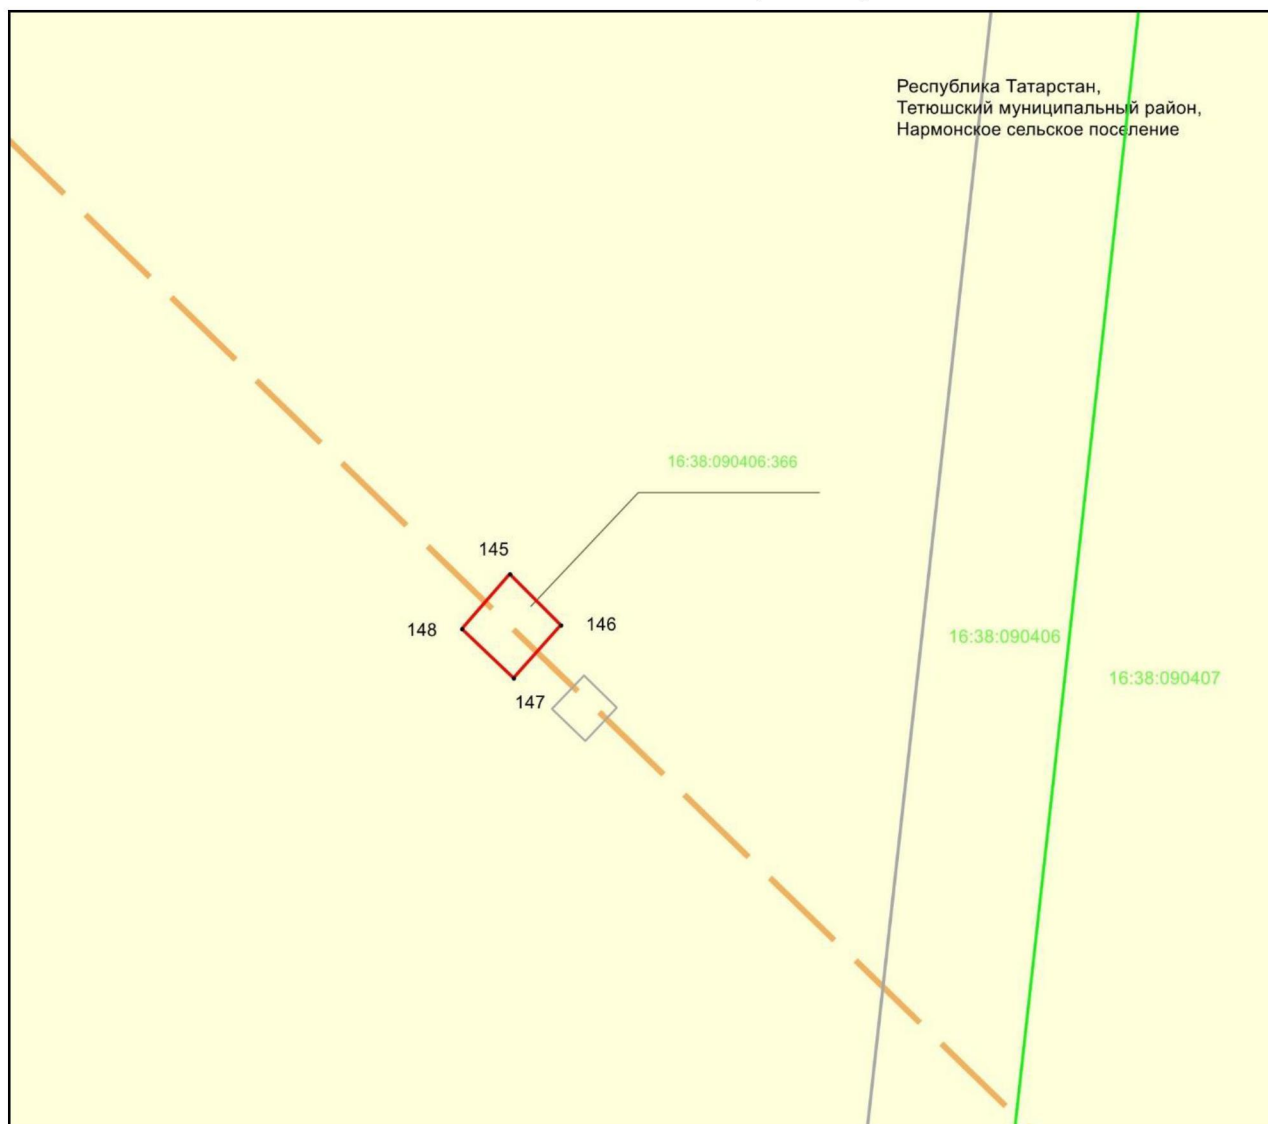 Республика Татарстан,
Тетюшский муниципальный район,
Нармонское сельское поселение
16:38:090406:366
145
146
148
147
16:38:090406
16:38:090407